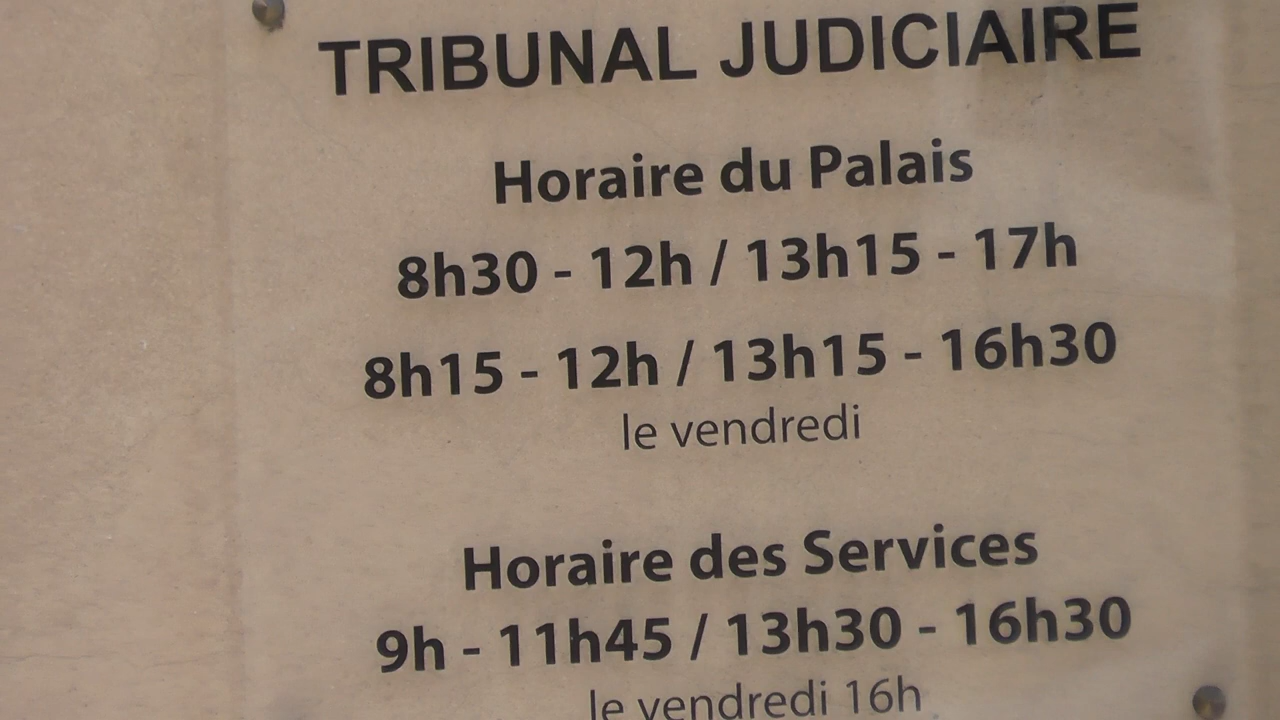 TRIBUNAL JUDICIAIRE
Horaire du Palais
8h30 - 12h / 13h15 - 17h
8h15 - 12h / 13h15 - 16h30
le vendredi
Horaire des Services
9h - 11h45 / 13h30 - 16h30
le vendredi 16h